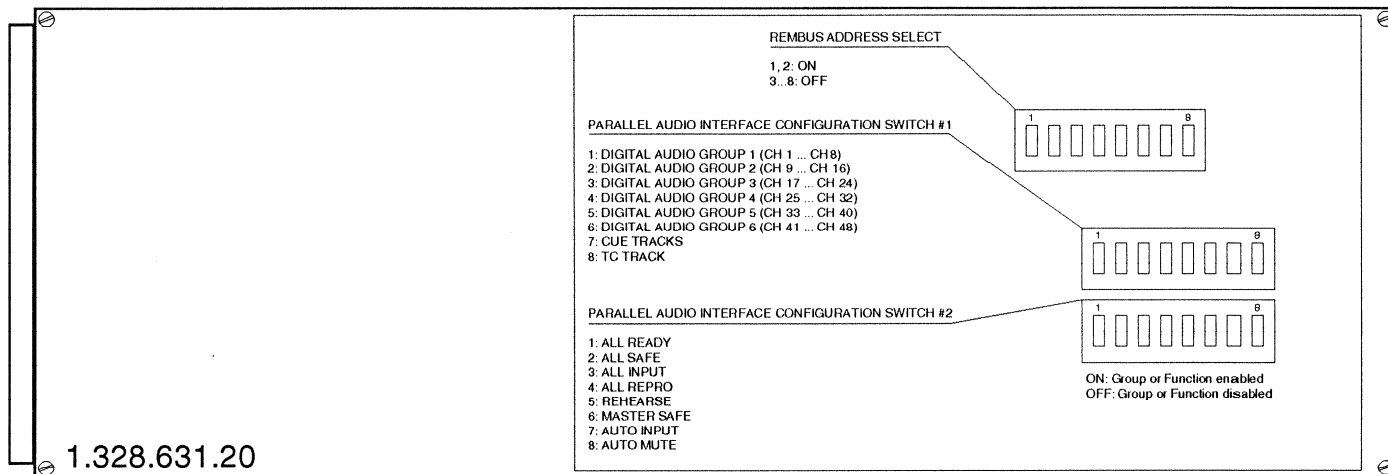 REMBUS ADDRESS SELECT
1, 2: ON
3...8: OFF
1 8
PARALLEL AUDIO INTERFACE CONFIGURATION SWITCH #1
1: DIGITAL AUDIO GROUP 1 (CH 1 ... CH8)
2: DIGITAL AUDIO GROUP 2 (CH 9 ... CH 16)
3: DIGITAL AUDIO GROUP 3 (CH 17 ... CH 24)
4: DIGITAL AUDIO GROUP 4 (CH 25 ... CH 32)
5: DIGITAL AUDIO GROUP 5 (CH 33 ... CH 40)
6: DIGITAL AUDIO GROUP 6 (CH 41 ... CH 48)
7: CUE TRACKS
8: TC TRACK
1 8
PARALLEL AUDIO INTERFACE CONFIGURATION SWITCH #2
1: ALL READY
2: ALL SAFE
3: ALL INPUT
4: ALL REPRO
5: REHEARSE
6: MASTER SAFE
7: AUTO INPUT
8: AUTO MUTE
1 8
ON: Group or Function enabled
OFF: Group or Function disabled
1.328.631.20